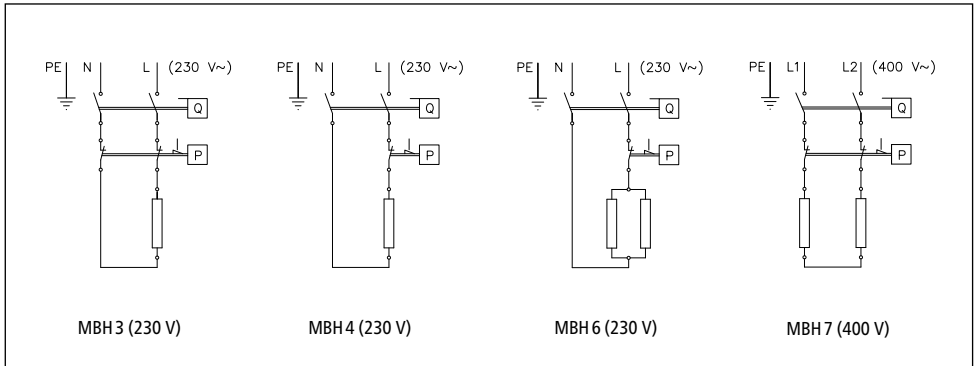 PE N L (230 V~)
Q
P
MBH 3 (230 V)
PE N L (230 V~)
Q
P
MBH 4 (230 V)
PE N L (230 V~)
Q
P
MBH 6 (230 V)
PE L1 L2 (400 V~)
Q
P
MBH 7 (400 V)